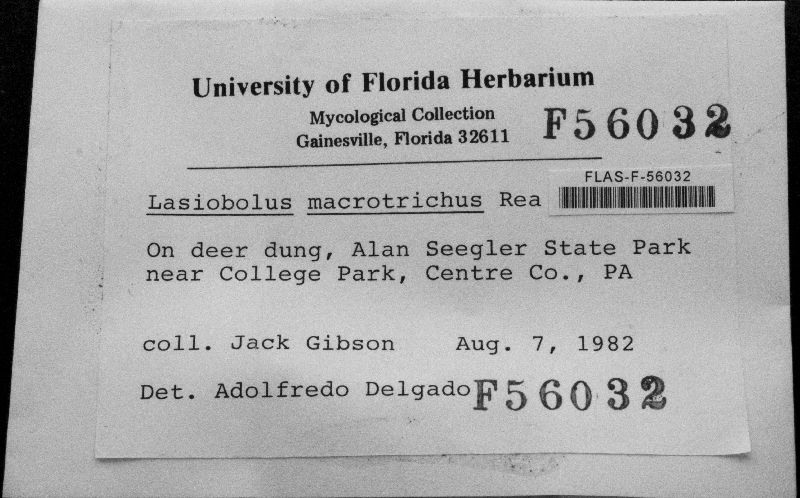 University of Florida Herbarium
Mycological Collection
Gainesville, Florida 32611
F56032
FLAS-F-56032
Lasiobolus macrotrichus Rea
On deer dung, Alan Seegler State Park
near College Park, Centre Co., PA
coll. Jack Gibson Aug. 7, 1982
Det. Adolfredo Delgado F56032